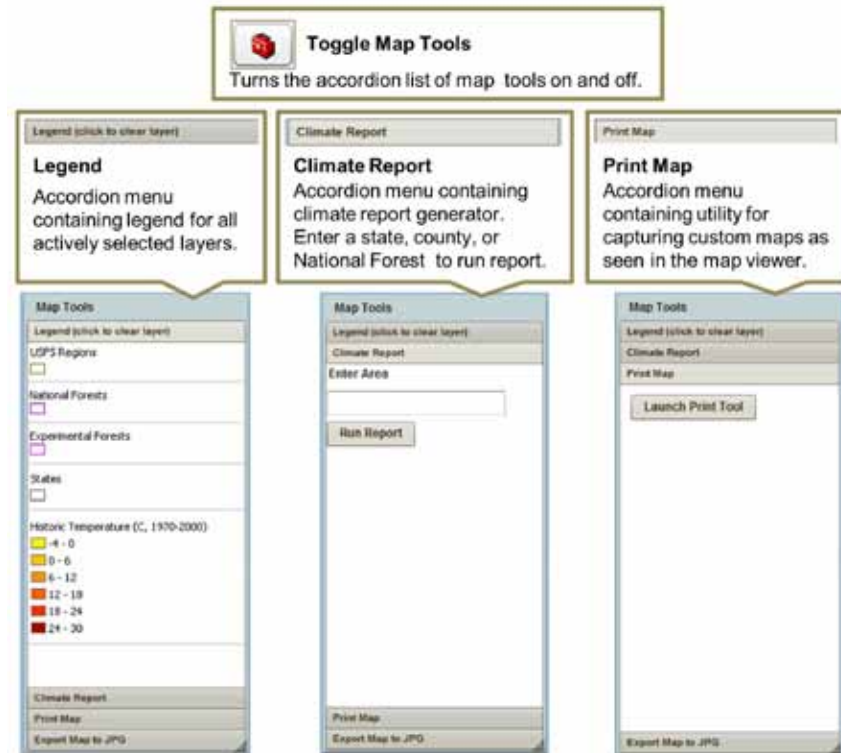 Toggle Map Tools
Turns the accordion list of map tools on and off.
Legend (click to clear layer)
Legend
Accordion menu
containing legend for all
actively selected layers.
Climate Report
Climate Report
Accordion menu containing
climate report generator.
Enter a state, county, or
National Forest to run report.
Print Map
Print Map
Accordion menu
containing utility for
capturing custom maps as
seen in the map viewer.
Map Tools
Legend (click to clear layer)
USFS Regions
National Forests
Experimental Forests
States
Historic Temperature (C, 1970-2000)
-4 - 0
0 - 6
6 - 12
12 - 18
18 - 24
24 - 30
Climate Report
Print Map
Export Map to JPG
Map Tools
Legend (click to clear layer)
Climate Report
Enter Area
Run Report
Print Map
Export Map to JPG
Map Tools
Legend (click to clear layer)
Climate Report
Print Map
Launch Print Tool
Export Map to JPG